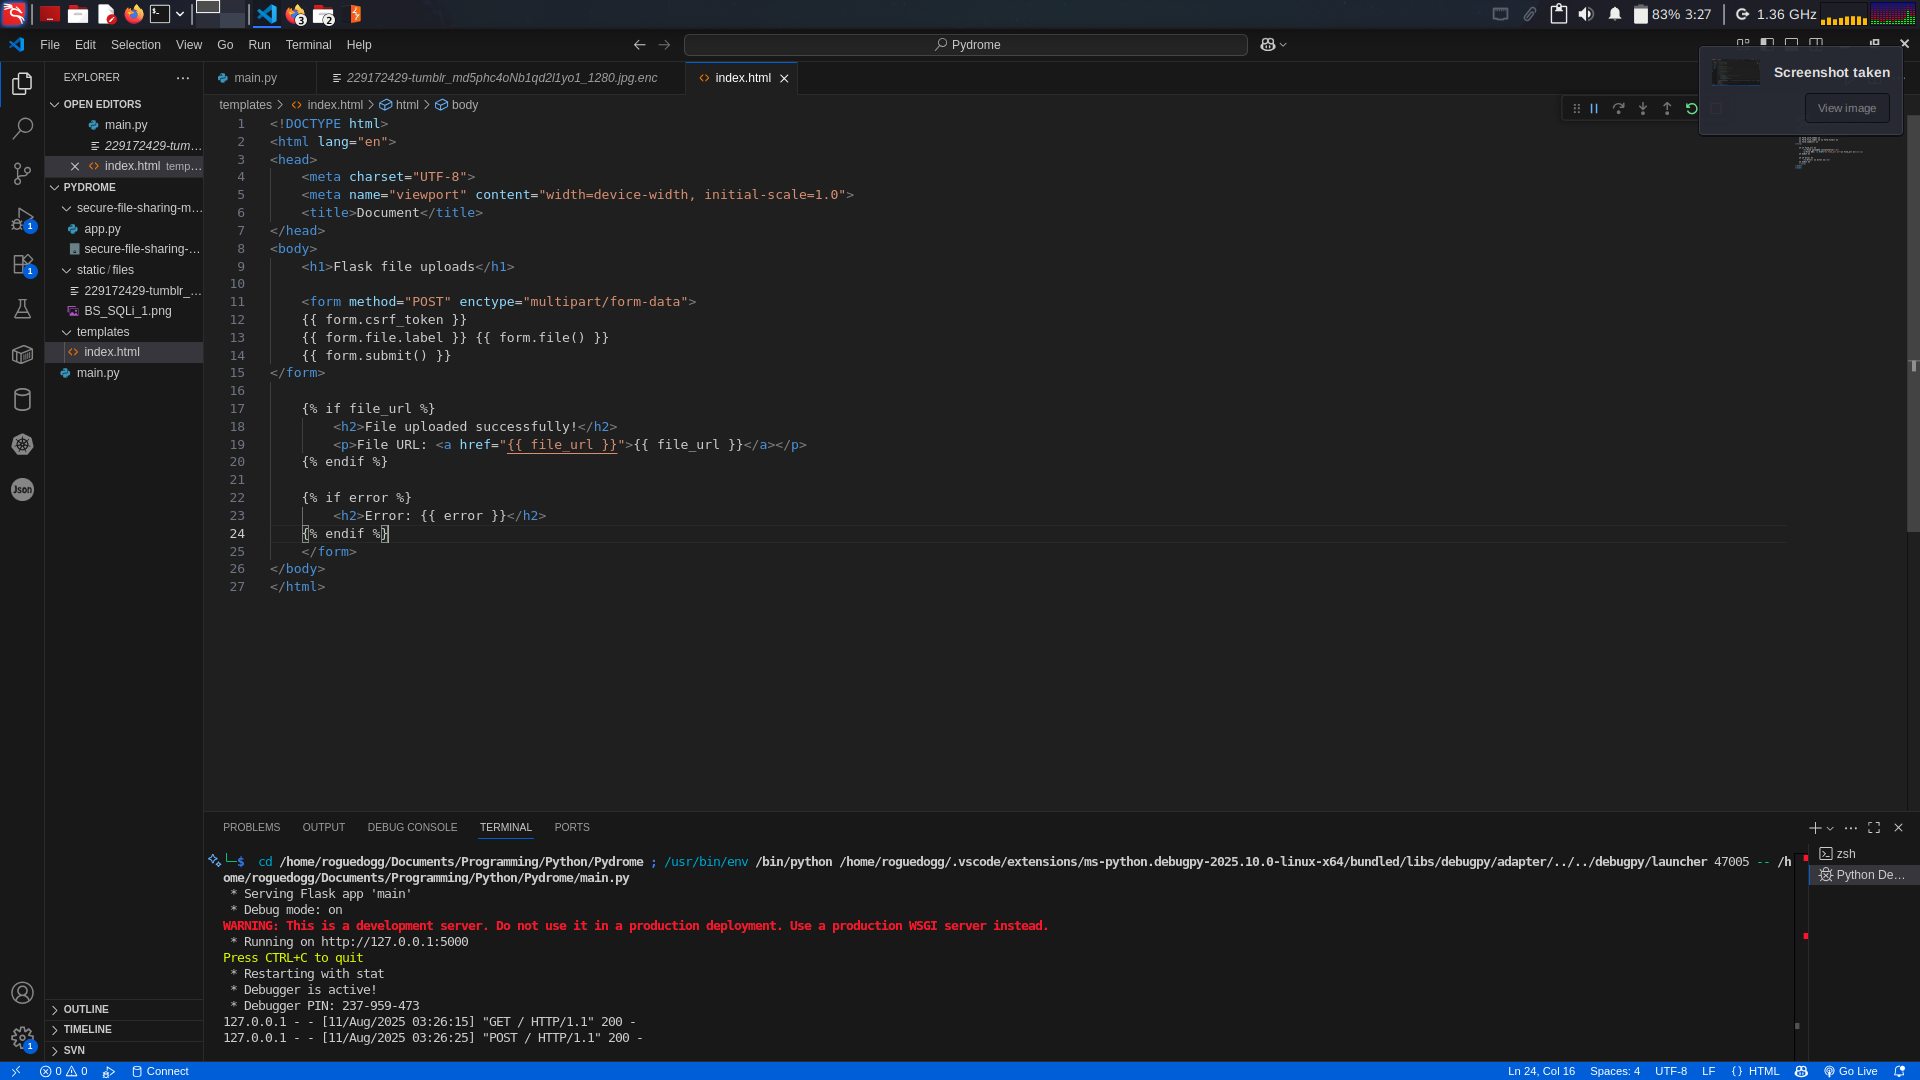 83% 3:27 1.36 GHz
File Edit Selection View Go Run Terminal Help
Pydrome
Screenshot taken
View image
EXPLORER
OPEN EDITORS
main.py
229172429-tum...
index.html temp...
PYDROME
secure-file-sharing-m...
app.py
secure-file-sharing-...
static/files
229172429-tumblr_...
BS_SQLi_1.png
templates
index.html
main.py
OUTLINE
TIMELINE
SVN
main.py
229172429-tumblr_md5phc4oNb1qd2l1yo1_1280.jpg.enc
index.html
templates > index.html > html > body
1 <!DOCTYPE html>
2 <html lang="en">
3 <head>
4 <meta charset="UTF-8">
5 <meta name="viewport" content="width=device-width, initial-scale=1.0">
6 <title>Document</title>
7 </head>
8 <body>
9 <h1>Flask file uploads</h1>
10
11 <form method="POST" enctype="multipart/form-data">
12 {{ form.csrf_token }}
13 {{ form.file.label }} {{ form.file() }}
14 {{ form.submit() }}
15 </form>
16
17 {% if file_url %}
18 <h2>File uploaded successfully!</h2>
19 <p>File URL: <a href="{{ file_url }}">{{ file_url }}</a></p>
20 {% endif %}
21
22 {% if error %}
23 <h2>Error: {{ error }}</h2>
24 {% endif %}
25 </form>
26 </body>
27 </html>
PROBLEMS OUTPUT DEBUG CONSOLE TERMINAL PORTS
└─$ cd /home/roguedogg/Documents/Programming/Python/Pydrome ; /usr/bin/env /bin/python /home/roguedogg/.vscode/extensions/ms-python.debugpy-2025.10.0-linux-x64/bundled/libs/debugpy/adapter/../../debugpy/launcher 47005 -- /h
ome/roguedogg/Documents/Programming/Python/Pydrome/main.py
* Serving Flask app 'main'
* Debug mode: on
WARNING: This is a development server. Do not use it in a production deployment. Use a production WSGI server instead.
* Running on http://127.0.0.1:5000
Press CTRL+C to quit
* Restarting with stat
* Debugger is active!
* Debugger PIN: 237-959-473
127.0.0.1 - - [11/Aug/2025 03:26:15] "GET / HTTP/1.1" 200 -
127.0.0.1 - - [11/Aug/2025 03:26:25] "POST / HTTP/1.1" 200 -
zsh
Python De...
Json
0 0 Connect
Ln 24, Col 16 Spaces: 4 UTF-8 LF {} HTML Go Live